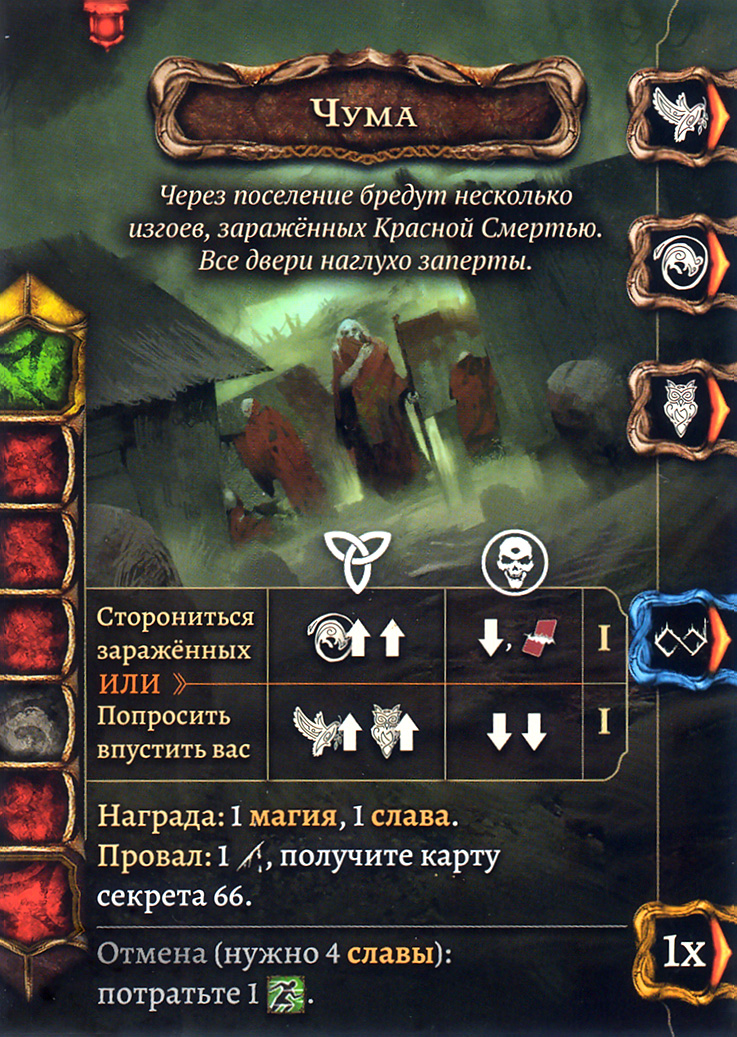 Чума
Через поселение бредут несколько
изгоев, заражённых Красной Смертью.
Все двери наглухо заперты.
Сторониться
заражённых
I
ИЛИ
Попросить
впустить вас
I
Награда: 1 магия, 1 слава.
Провал: 1 , получите карту
секрета 66.
Отмена (нужно 4 славы):
потратьте 1 .
1x